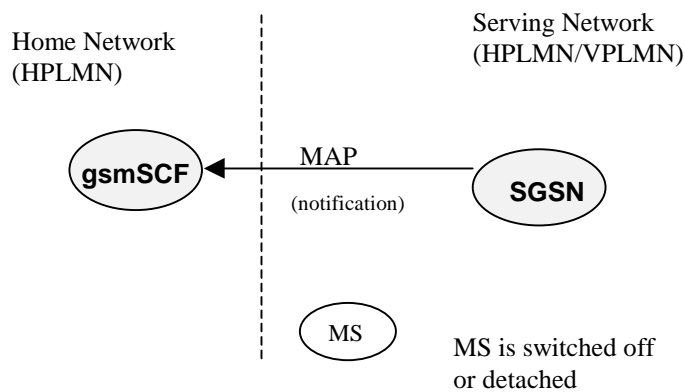 Home Network
(HPLMN)
Serving Network
(HPLMN/VPLMN)
gsmSCF
MAP
(notification)
SGSN
MS
MS is switched off
or detached